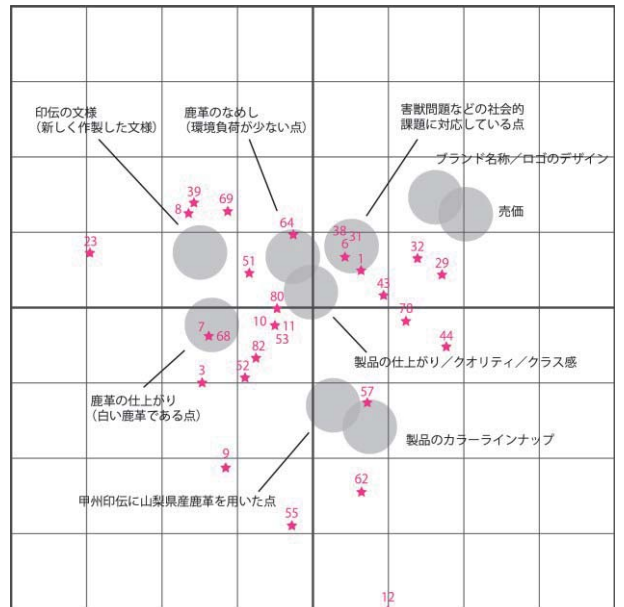 印伝の文様
（新しく作製した文様）
鹿革のなめし
（環境負荷が少ない点）
害獣問題などの社会的
課題に対応している点
ブランド名称／ロゴのデザイン
売価
39
8
69
64
38
31
6
1
32
29
23
51
43
80
78
10
11
53
7
68
44
82
52
3
製品の仕上がり／クオリティ／クラス感
鹿革の仕上がり
（白い鹿革である点）
57
製品のカラーラインナップ
9
甲州印伝に山梨県産鹿革を用いた点
62
55
12